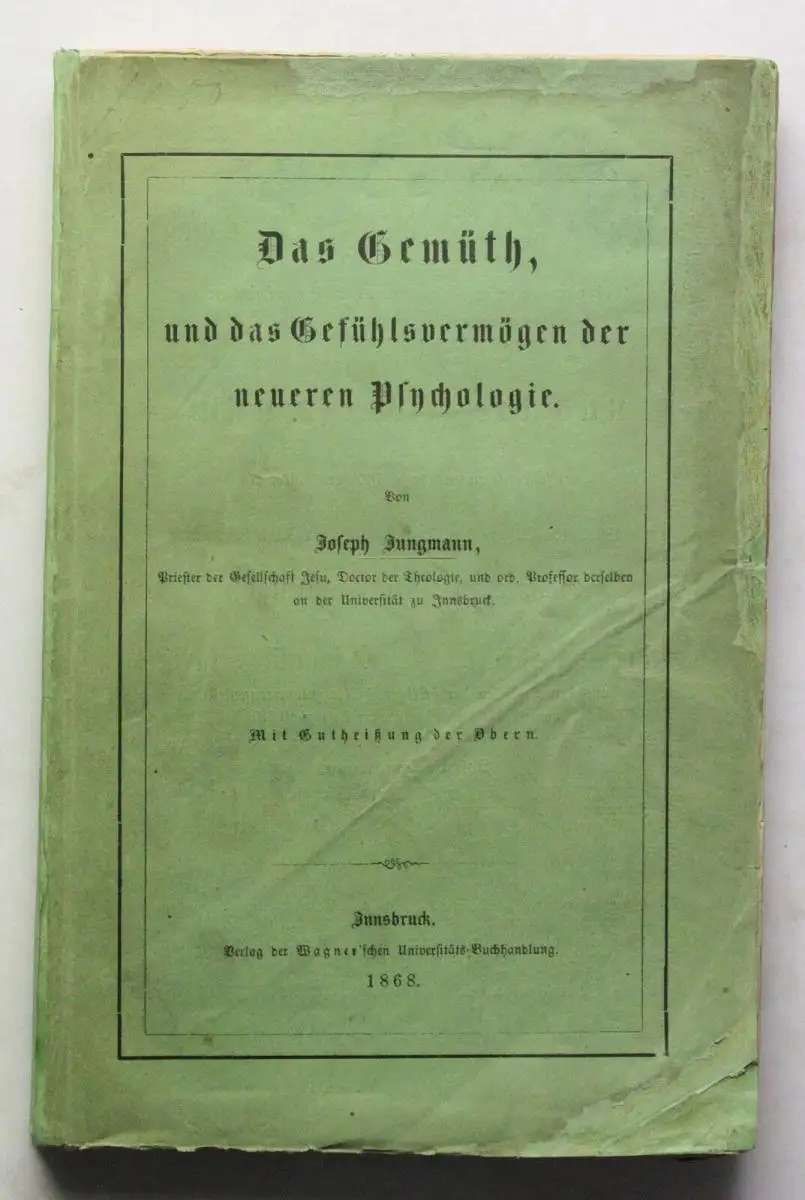 Das Gemüth,
und das Gefühlsvermögen der
neueren Psychologie.
Von
Joseph Jungmann,
Priester der Gesellschaft Jesu, Doctor der Theologie, und ord. Professor derselben
an der Universität zu Innsbruck.
Mit Gutheißung der Obern.
Innsbruck.
Verlag der Wagner'schen Universitäts-Buchhandlung.
1868.